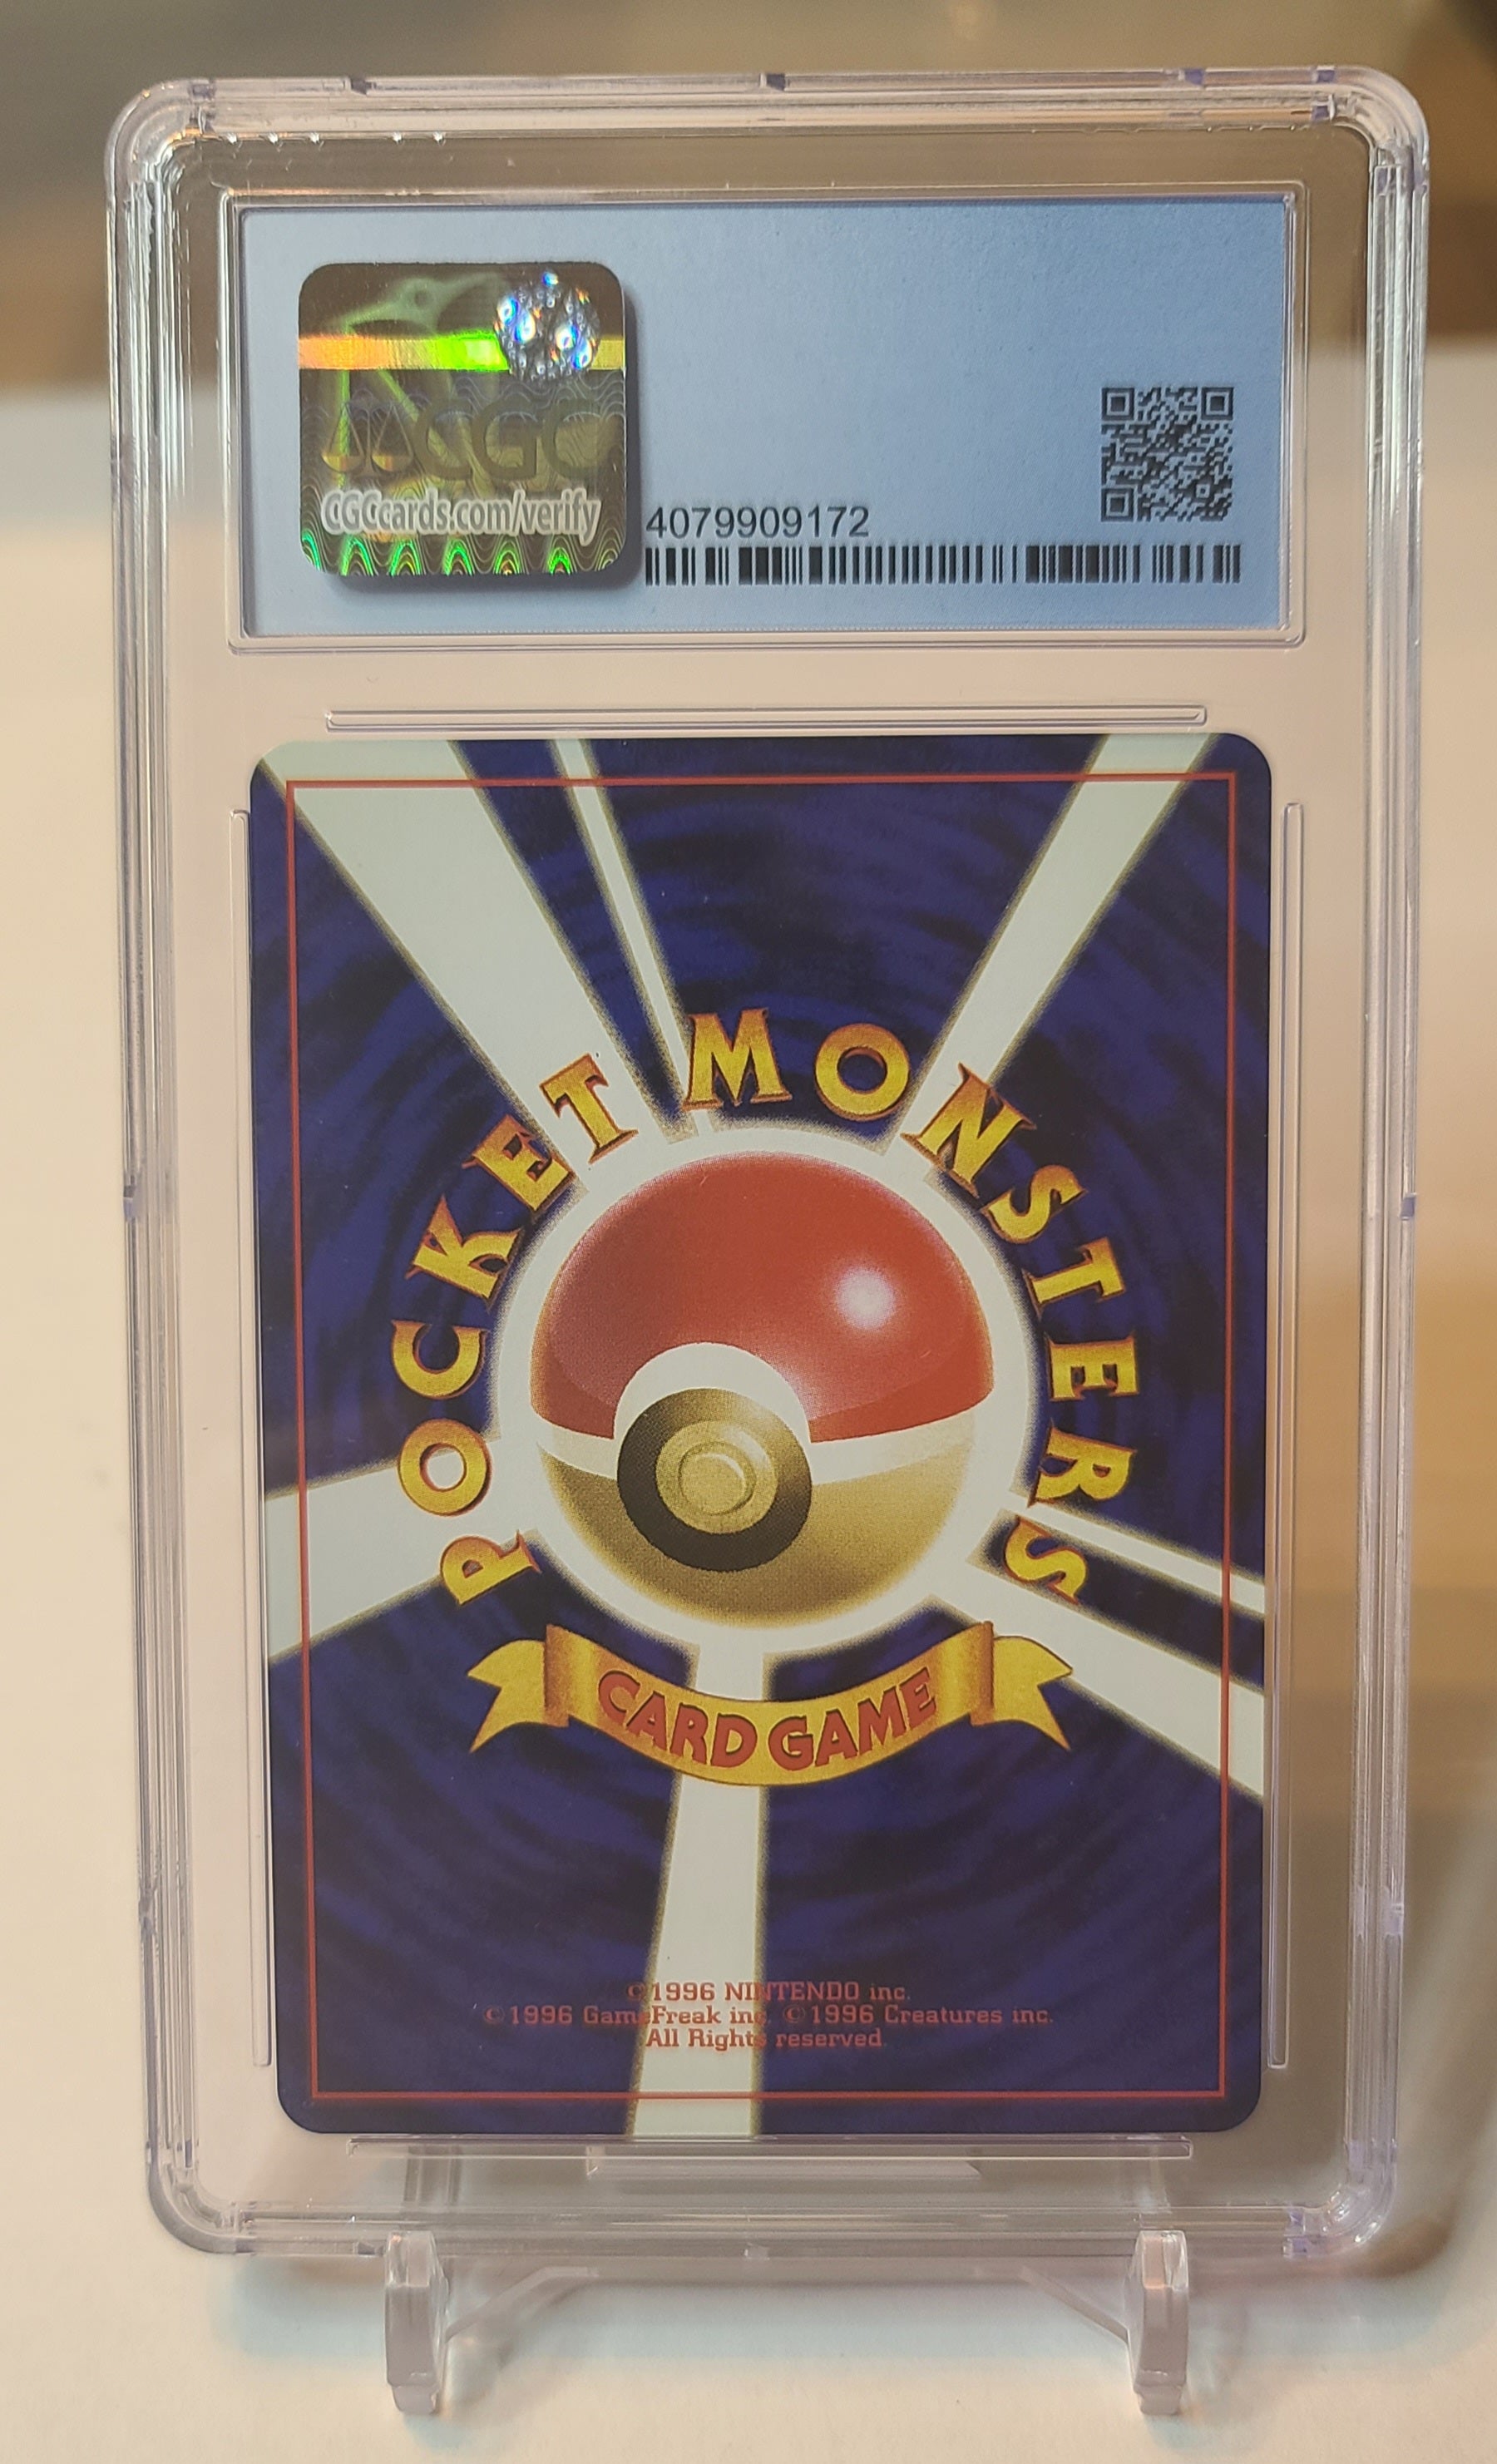 CGC
CGCcards.com/verify
4079909172
POCKET MONSTERS
CARD GAME
©1996 NINTENDO inc.
©1996 GameFreak inc. ©1996 Creatures inc.
All Rights reserved.